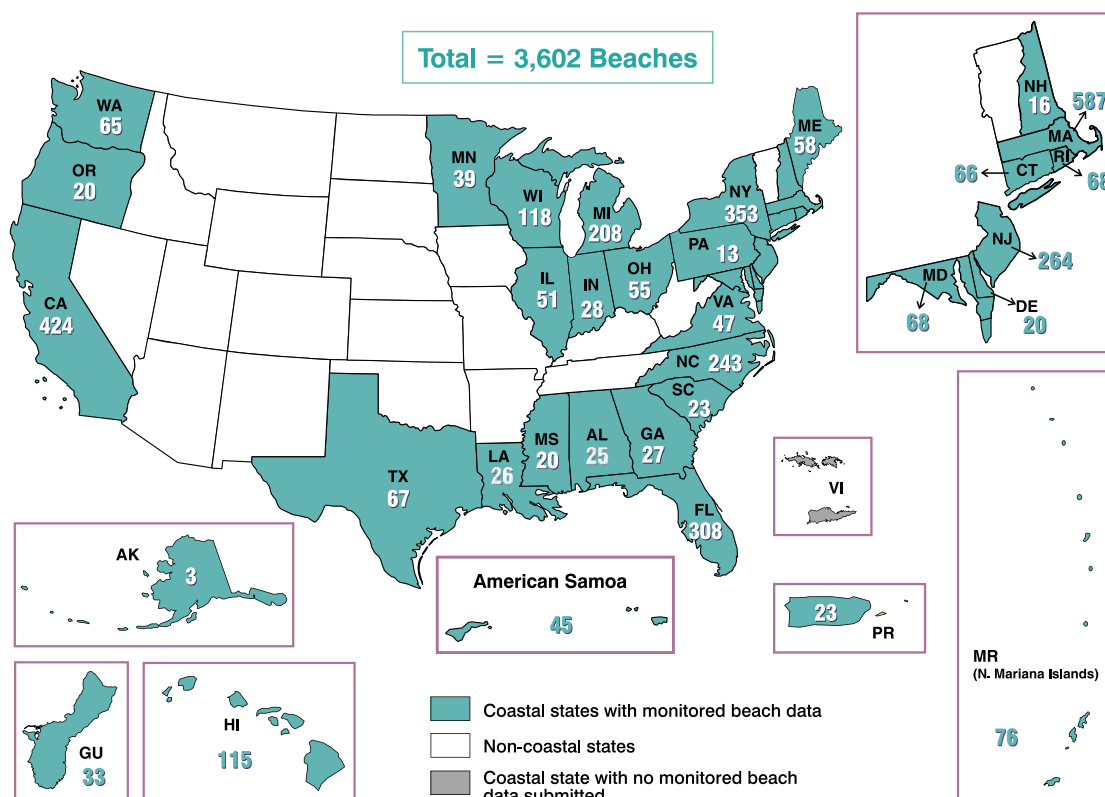 Total = 3,602 Beaches
WA
65
OR
20
CA
424
MN
39
WI
118
MI
208
IL
51
IN
28
OH
55
NY
353
PA
13
ME
58
VA
47
NC 243
SC
23
GA
27
AL
25
MS
20
LA
26
TX
67
FL
308
NH
16
587
MA
RI
68
CT
66
NJ
264
MD
68
DE
20
VI
AK
3
American Samoa
45
23
PR
MR
(N. Mariana Islands)
76
GU
33
HI
115
Coastal states with monitored beach data
Non-coastal states
Coastal state with no monitored beach
data submitted